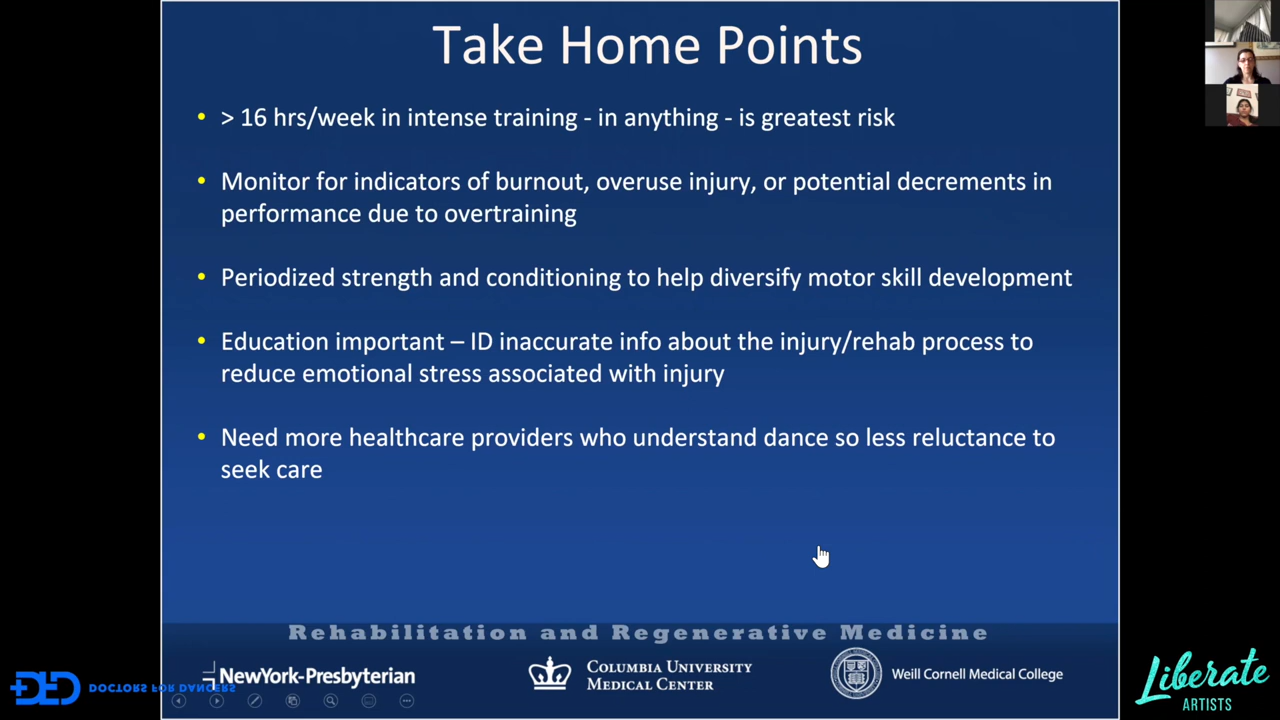 Take Home Points
• > 16 hrs/week in intense training - in anything - is greatest risk
• Monitor for indicators of burnout, overuse injury, or potential decrements in
performance due to overtraining
• Periodized strength and conditioning to help diversify motor skill development
• Education important – ID inaccurate info about the injury/rehab process to
reduce emotional stress associated with injury
• Need more healthcare providers who understand dance so less reluctance to
seek care
Rehabilitation and Regenerative Medicine
NewYork-Presbyterian
COLUMBIA UNIVERSITY
MEDICAL CENTER
Weill Cornell Medical College
DOCTORS FOR DANCERS
Liberate
ARTISTS